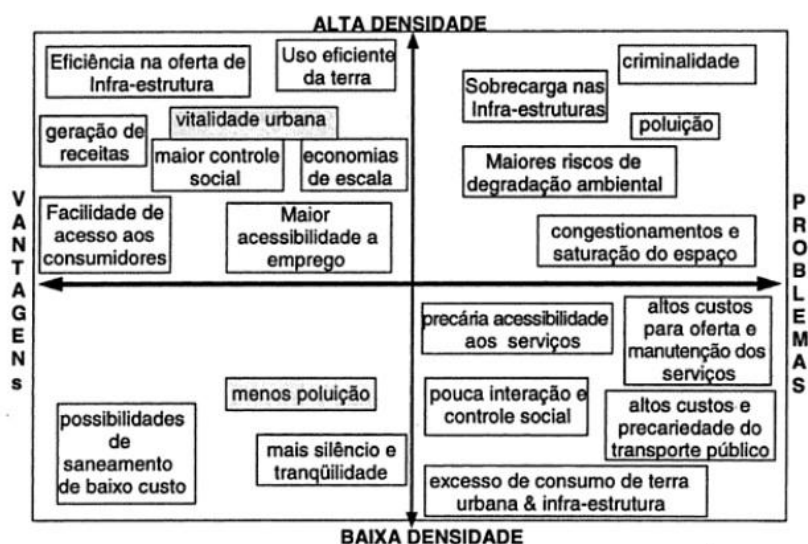 ALTA DENSIDADE
Eficiência na oferta de
Infra-estrutura
Uso eficiente
da terra
criminalidade
Sobrecarga nas
Infra-estruturas
vitalidade urbana
poluição
geração de
receitas
maior controle
social
economias
de escala
Maiores riscos de
degradação ambiental
Facilidade de
acesso aos
consumidores
Maior
acessibilidade a
emprego
congestionamentos e
saturação do espaço
VANTAGENs
PROBLEMAS
precária acessibilidade
aos serviços
altos custos
para oferta e
manutenção dos
serviços
menos poluição
pouca interação e
controle social
altos custos e
precariedade do
transporte público
possibilidades
de
saneamento
de baixo custo
mais silêncio e
tranqüilidade
excesso de consumo de terra
urbana & infra-estrutura
BAIXA DENSIDADE